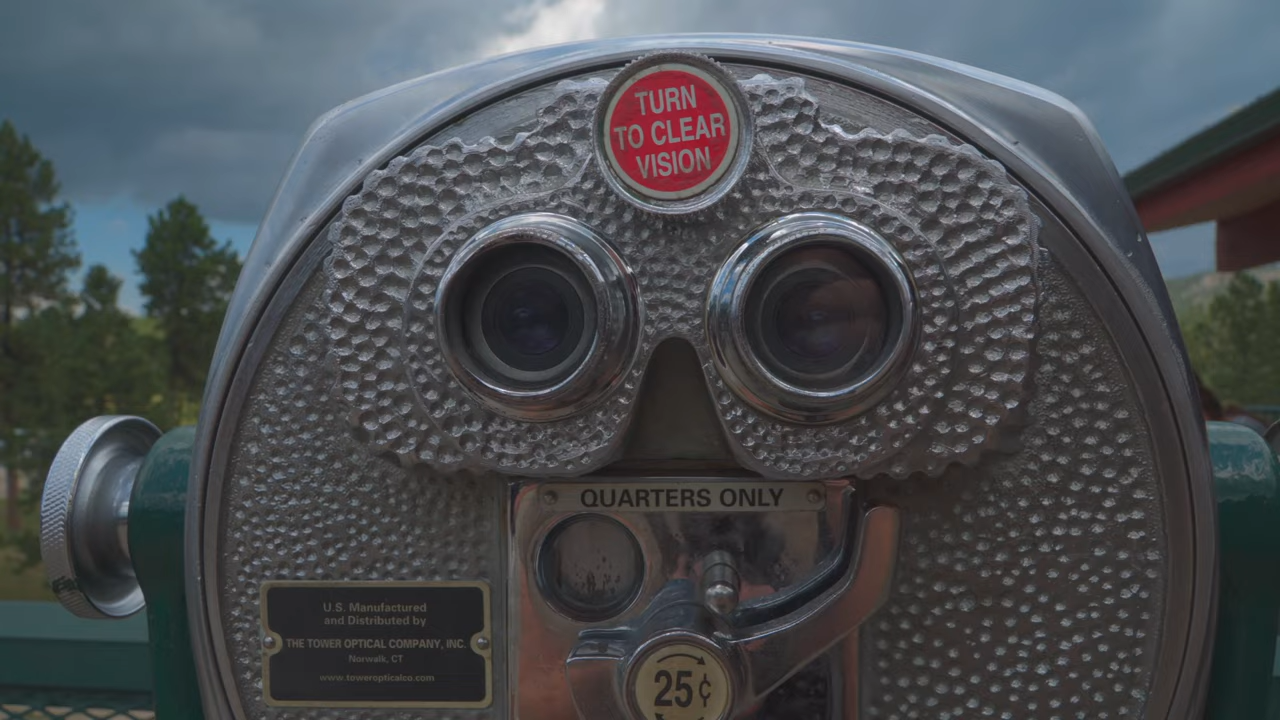 TURN
TO CLEAR
VISION
QUARTERS ONLY
U.S. Manufactured
and Distributed by
THE TOWER OPTICAL COMPANY, INC.
Norwalk, CT
www.toweropticalco.com
25¢